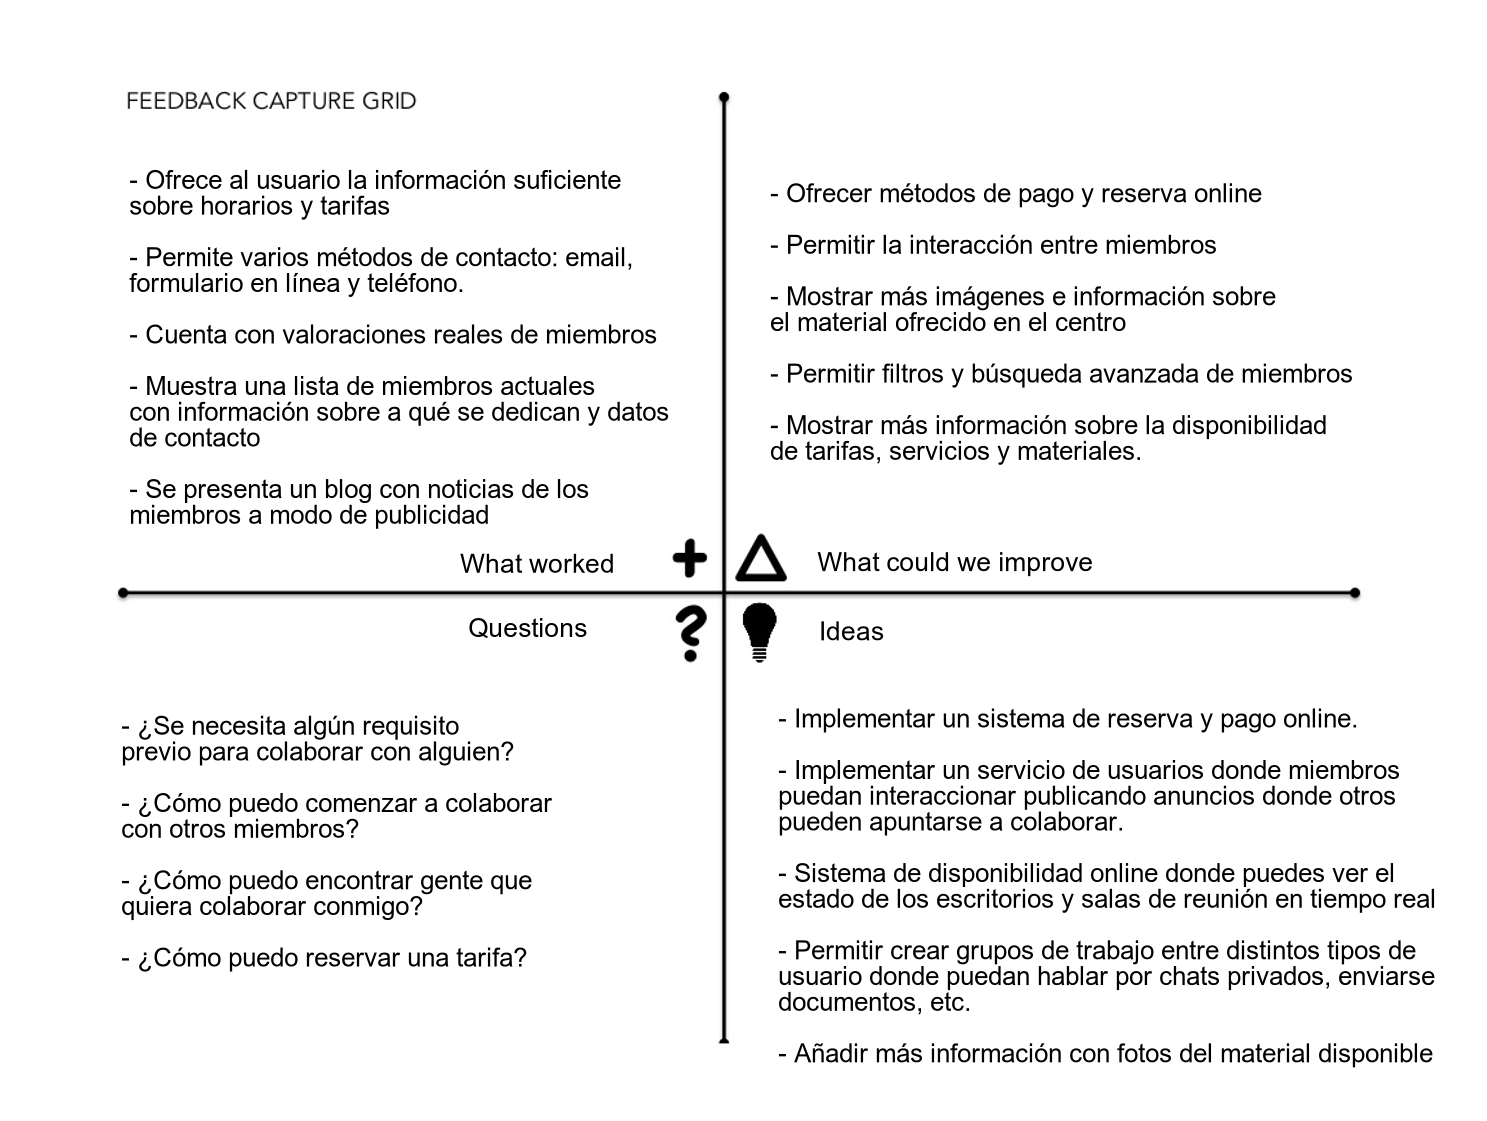 FEEDBACK CAPTURE GRID
- Ofrece al usuario la información suficiente
sobre horarios y tarifas
- Permite varios métodos de contacto: email,
formulario en línea y teléfono.
- Cuenta con valoraciones reales de miembros
- Muestra una lista de miembros actuales
con información sobre a qué se dedican y datos
de contacto
- Se presenta un blog con noticias de los
miembros a modo de publicidad
What worked
- Ofrecer métodos de pago y reserva online
- Permitir la interacción entre miembros
- Mostrar más imágenes e información sobre
el material ofrecido en el centro
- Permitir filtros y búsqueda avanzada de miembros
- Mostrar más información sobre la disponibilidad
de tarifas, servicios y materiales.
What could we improve
Questions
- ¿Se necesita algún requisito
previo para colaborar con alguien?
- ¿Cómo puedo comenzar a colaborar
con otros miembros?
- ¿Cómo puedo encontrar gente que
quiera colaborar conmigo?
- ¿Cómo puedo reservar una tarifa?
Ideas
- Implementar un sistema de reserva y pago online.
- Implementar un servicio de usuarios donde miembros
puedan interaccionar publicando anuncios donde otros
pueden apuntarse a colaborar.
- Sistema de disponibilidad online donde puedes ver el
estado de los escritorios y salas de reunión en tiempo real
- Permitir crear grupos de trabajo entre distintos tipos de
usuario donde puedan hablar por chats privados, enviarse
documentos, etc.
- Añadir más información con fotos del material disponible